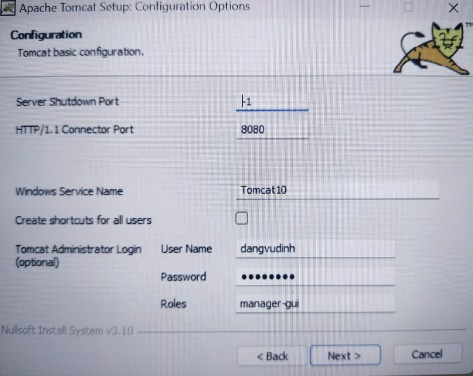 Apache Tomcat Setup: Configuration Options
Configuration
Tomcat basic configuration.
TM
Server Shutdown Port -1
HTTP/1.1 Connector Port 8080
Windows Service Name Tomcat10
Create shortcuts for all users
Tomcat Administrator Login (optional) User Name dangvudinh
Password ••••••••
Roles manager-gui
Nullsoft Install System v3.10
< Back Next > Cancel